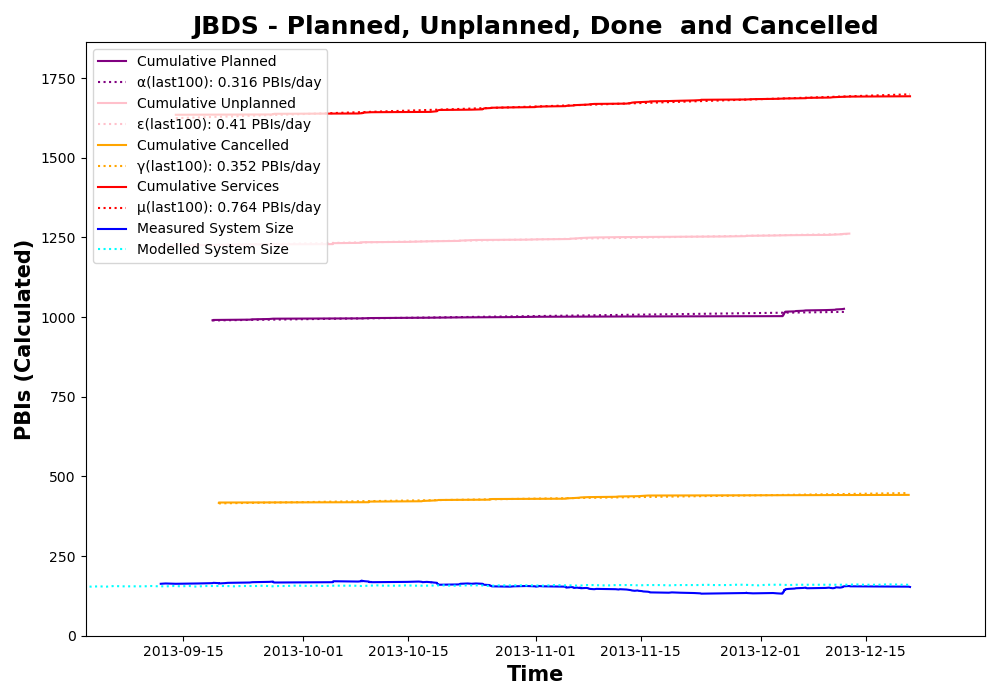 JBDS - Planned, Unplanned, Done  and Cancelled
PBIs (Calculated)
1750
1500
1250
1000
750
500
250
0
Cumulative Planned
α(last100): 0.316 PBIs/day
Cumulative Unplanned
ε(last100): 0.41 PBIs/day
Cumulative Cancelled
γ(last100): 0.352 PBIs/day
Cumulative Services
μ(last100): 0.764 PBIs/day
Measured System Size
Modelled System Size
2013-09-15
2013-10-01
2013-10-15
2013-11-01
2013-11-15
2013-12-01
2013-12-15
Time